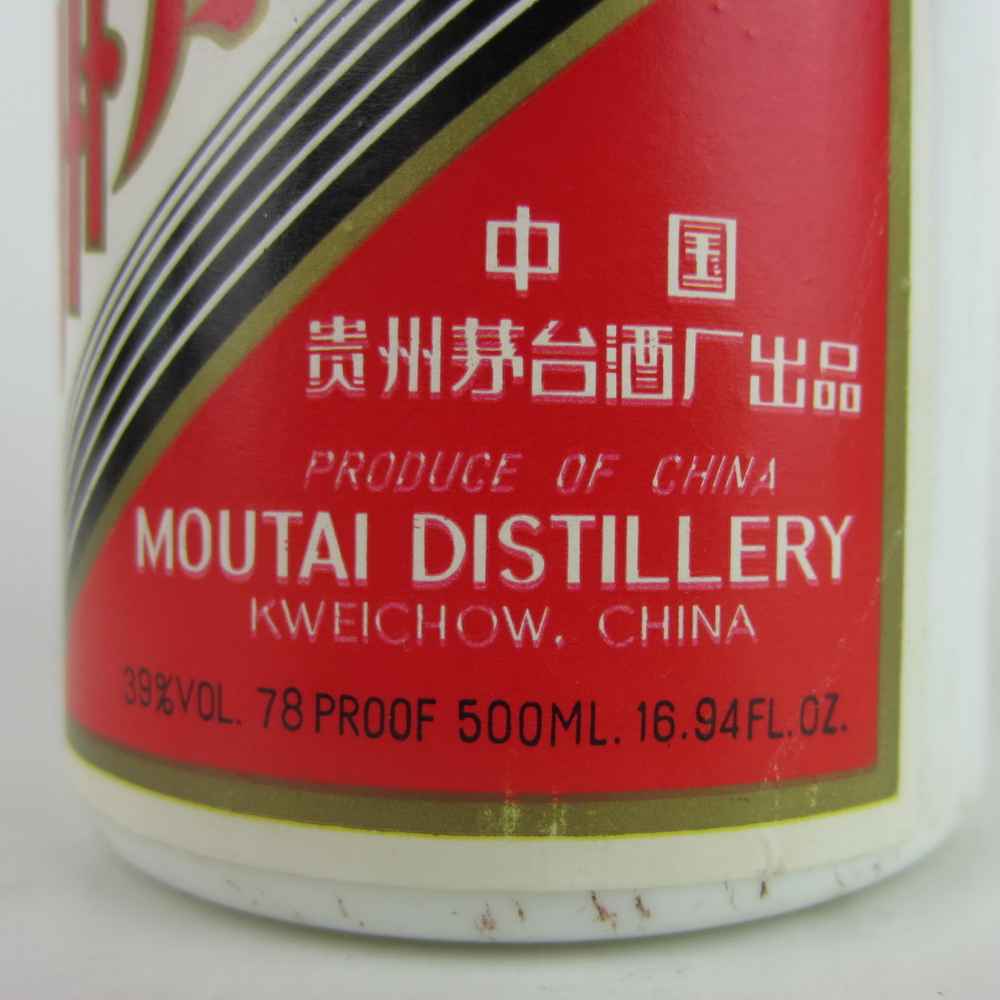 中国
贵州茅台酒厂出品
PRODUCE OF CHINA
MOUTAI DISTILLERY
KWEICHOW, CHINA
39%VOL. 78 PROOF 500ML. 16.94FL.OZ.